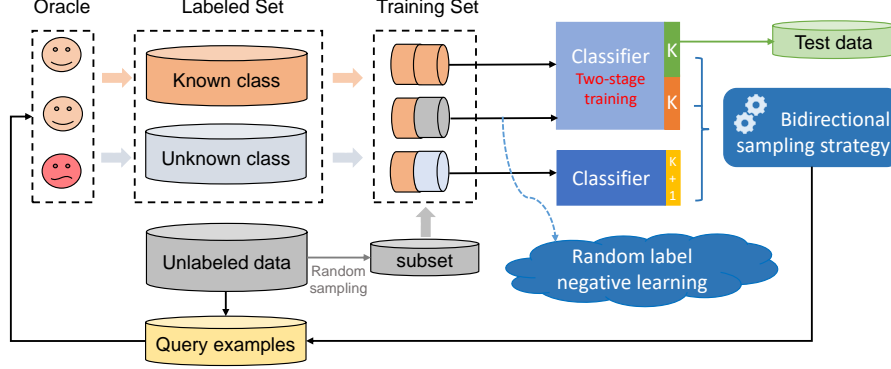 Oracle
Labeled Set
Training Set
Known class
Unknown class
Classifier
Two-stage
training
K
K
Test data
Bidirectional
sampling strategy
Classifier
K
+
1
Unlabeled data
Random
sampling
subset
Random label
negative learning
Query examples